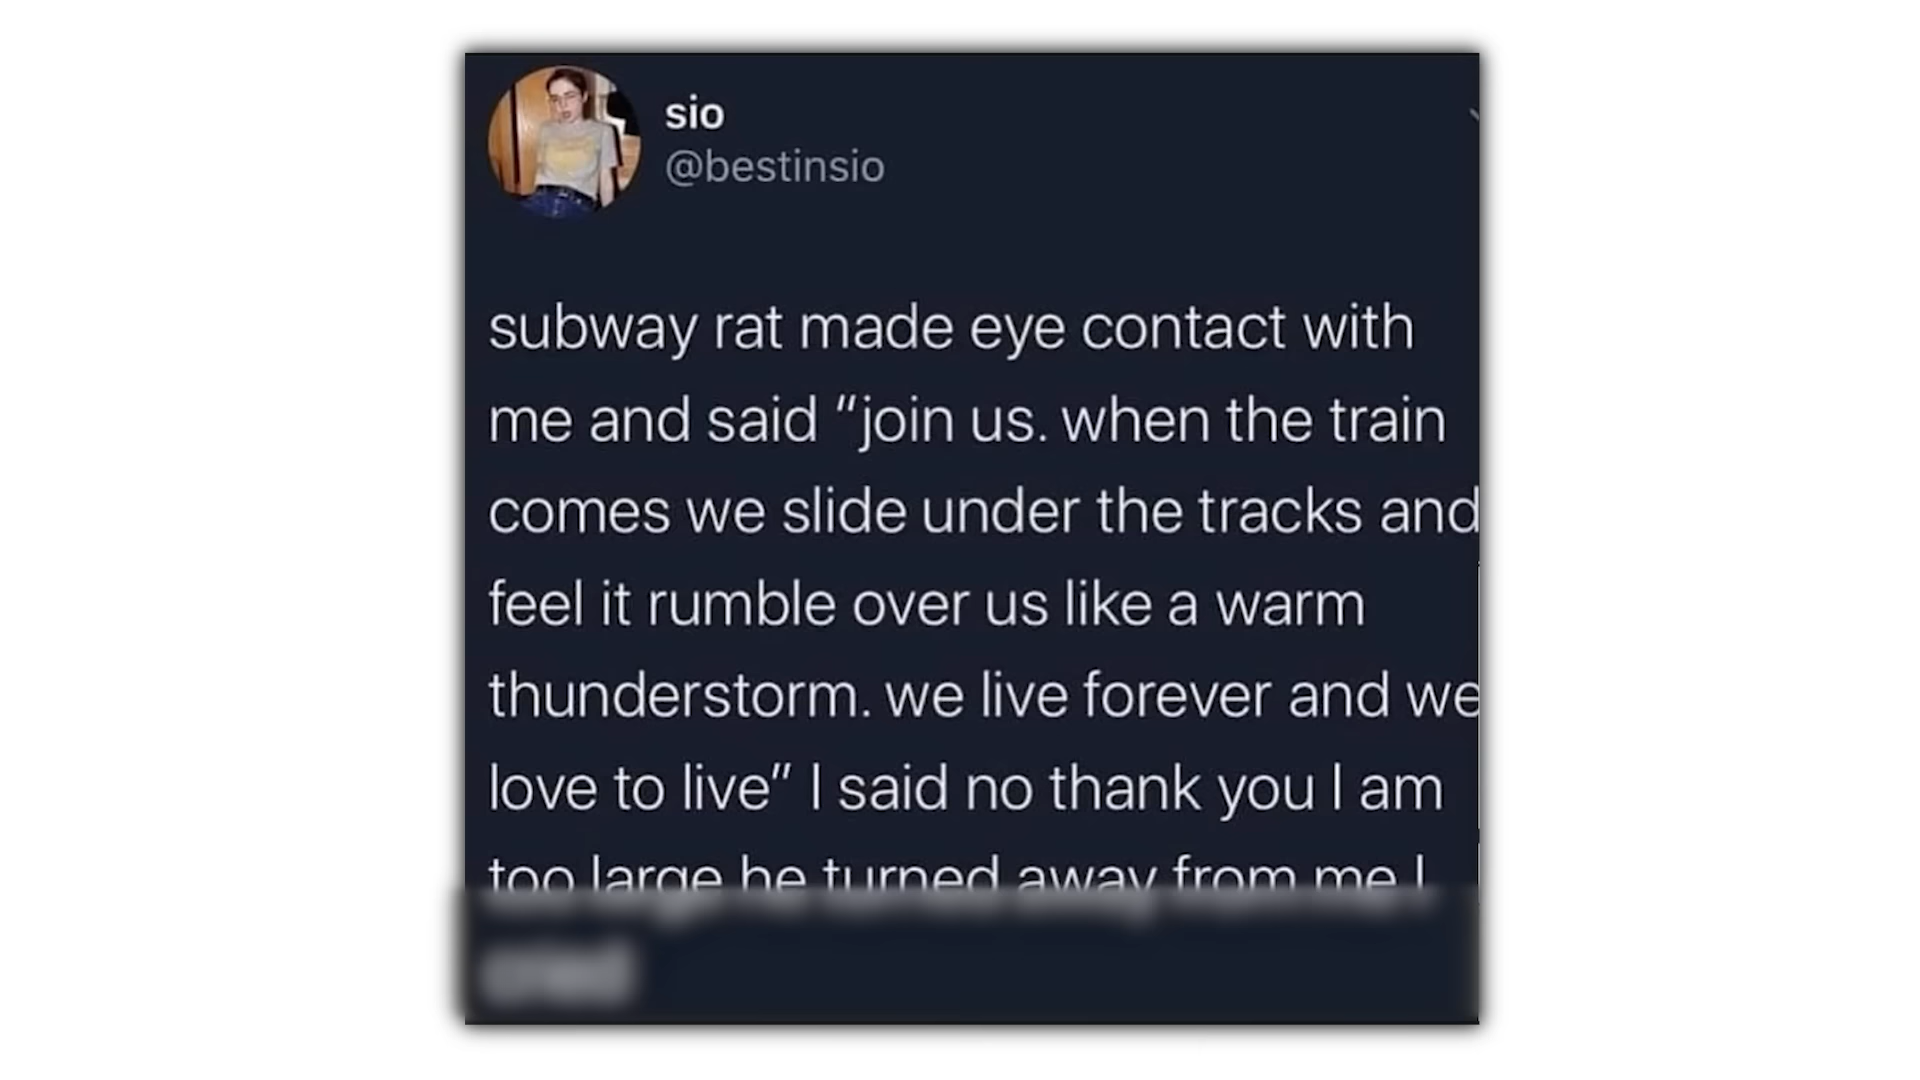 sio
@bestinsio
subway rat made eye contact with
me and said "join us. when the train
comes we slide under the tracks and
feel it rumble over us like a warm
thunderstorm. we live forever and we
love to live" I said no thank you I am
too large he turned away from me I